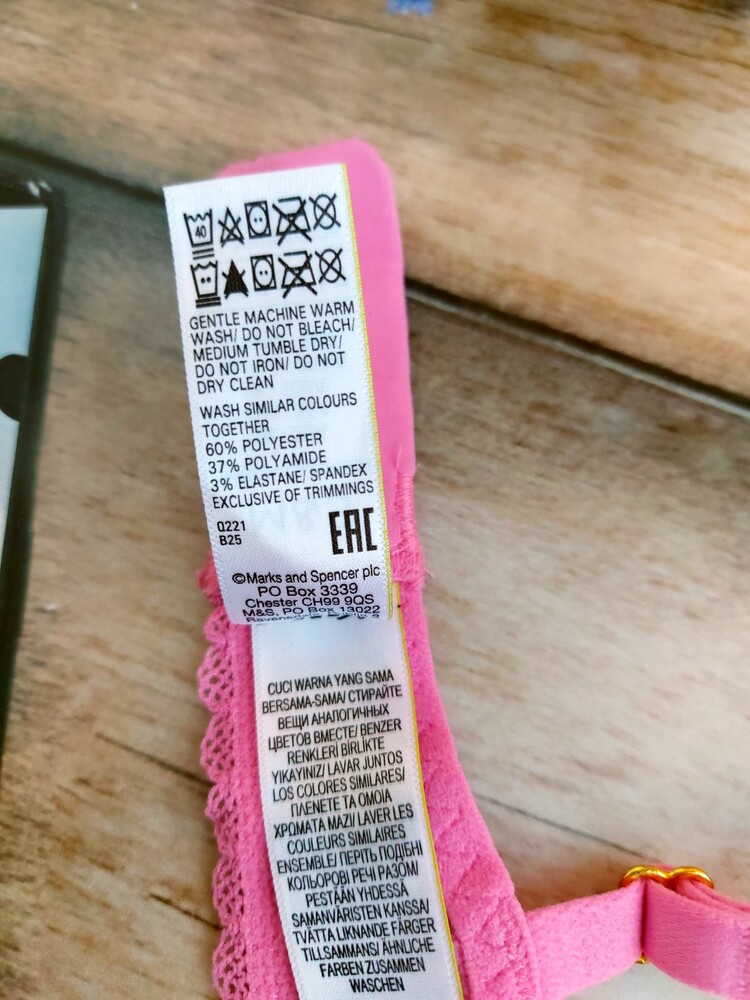 40
GENTLE MACHINE WARM
WASH/ DO NOT BLEACH/
MEDIUM TUMBLE DRY/
DO NOT IRON/ DO NOT
DRY CLEAN
WASH SIMILAR COLOURS
TOGETHER
60% POLYESTER
37% POLYAMIDE
3% ELASTANE/ SPANDEX
EXCLUSIVE OF TRIMMINGS
Q221
B25
EAC
©Marks and Spencer plc
PO Box 3339
Chester CH99 9QS
M&S, PO Box 13022
CUCI WARNA YANG SAMA
BERSAMA-SAMA/ СТИРАЙТЕ
ВЕЩИ АНАЛОГИЧНЫХ
ЦВЕТОВ ВМЕСТЕ/ BENZER
RENKLERİ BİRLİKTE
YIKAYINIZ/ LAVAR JUNTOS
LOS COLORES SIMILARES/
ΠΛΕΝΕΤΕ ΤΑ ΟΜΟΙΑ
ΧΡΩΜΑΤΑ ΜΑΖΙ/ LAVER LES
COULEURS SIMILAIRES
ENSEMBLE/ ПЕРІТЬ ПОДІБНІ
КОЛЬОРОВІ РЕЧІ РАЗОМ/
PESTÄÄN YHDESSÄ
SAMANVÄRISTEN KANSSA/
TVÄTTA LIKNANDE FÄRGER
TILLSAMMANS/ ÄHNLICHE
FARBEN ZUSAMMEN
WASCHEN